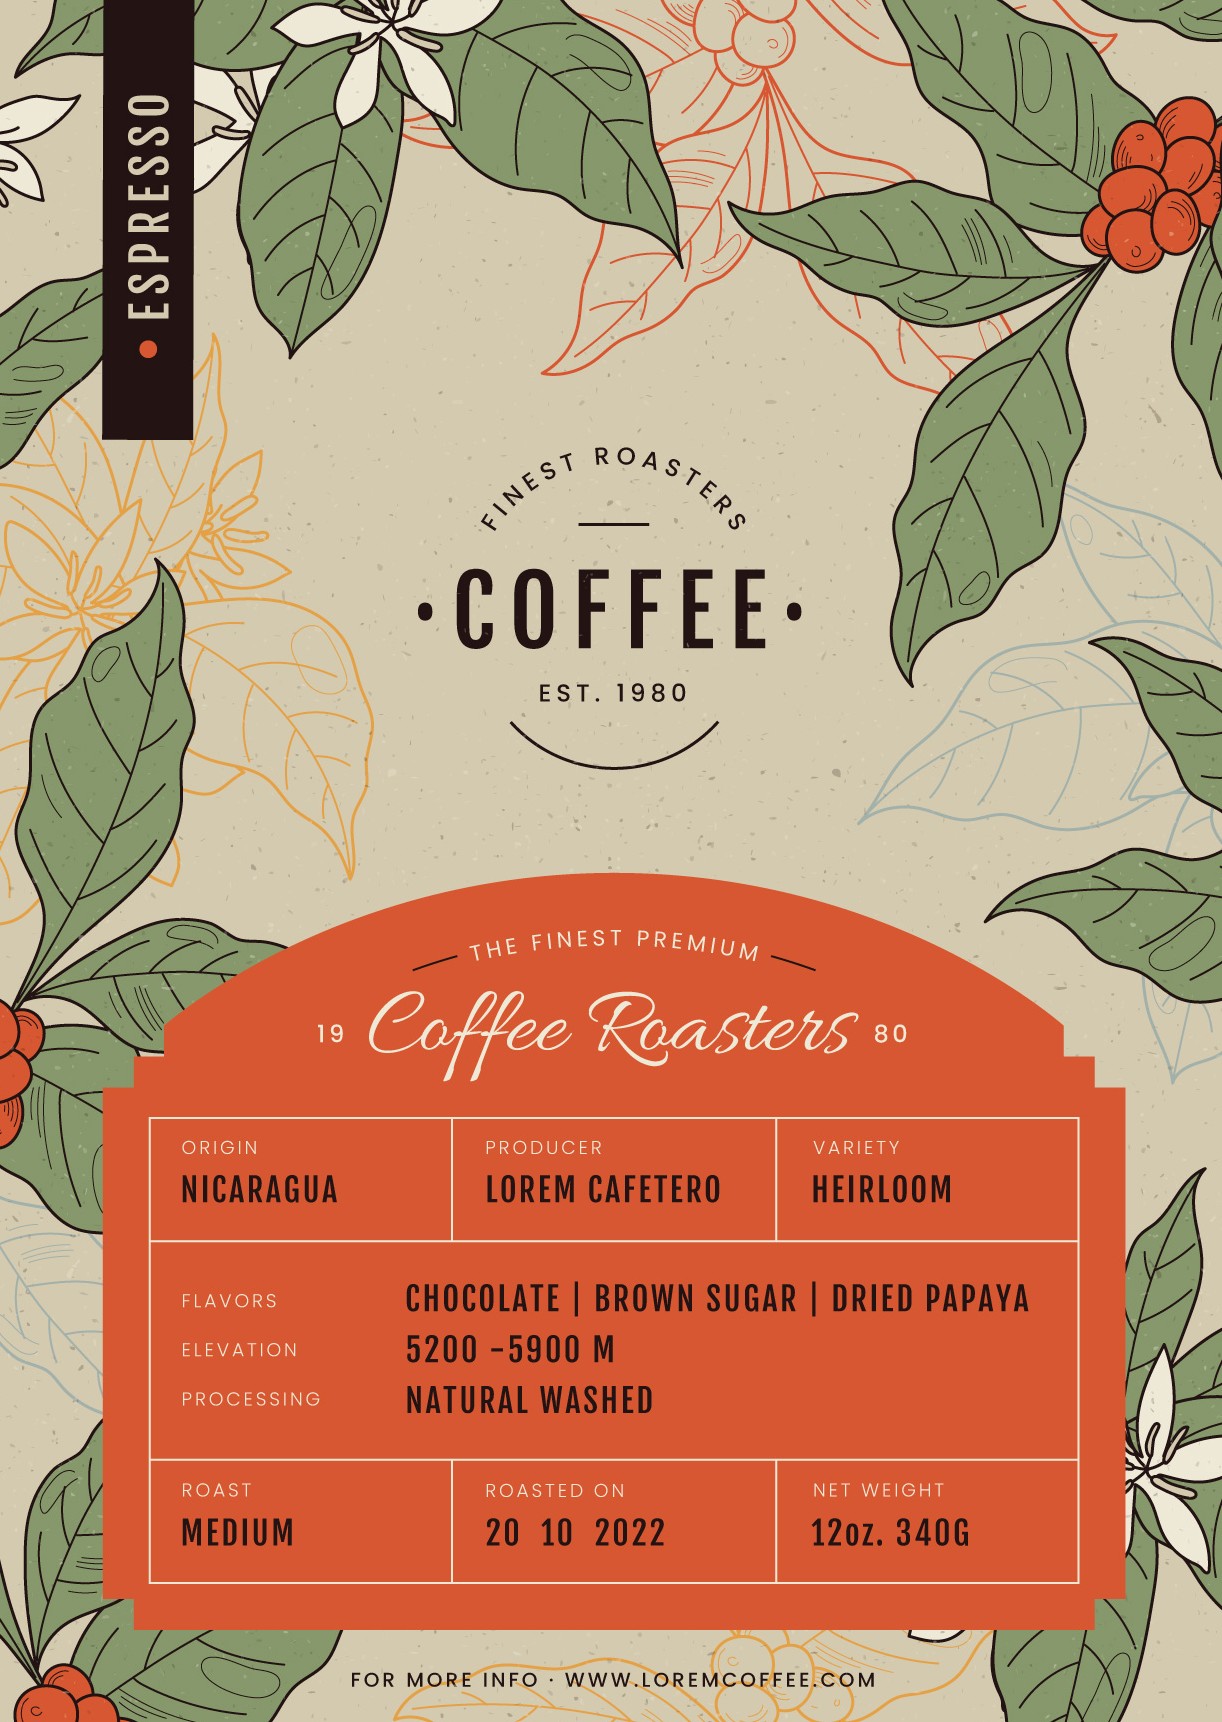 ESPRESSO
FINEST ROASTERS
•COFFEE•
EST. 1980
THE FINEST PREMIUM
19 Coffee Roasters 80
ORIGIN
NICARAGUA
PRODUCER
LOREM CAFETERO
VARIETY
HEIRLOOM
FLAVORS CHOCOLATE | BROWN SUGAR | DRIED PAPAYA
ELEVATION 5200 -5900 M
PROCESSING NATURAL WASHED
ROAST
MEDIUM
ROASTED ON
20 10 2022
NET WEIGHT
12oz. 340G
FOR MORE INFO · WWW.LOREMCOFFEE.COM